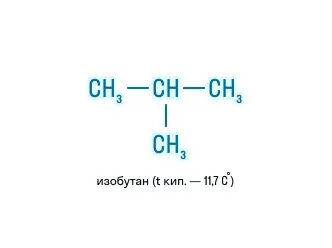 CH₃—CH—CH₃
CH₃
изобутан (t кип. — 11,7 C°)